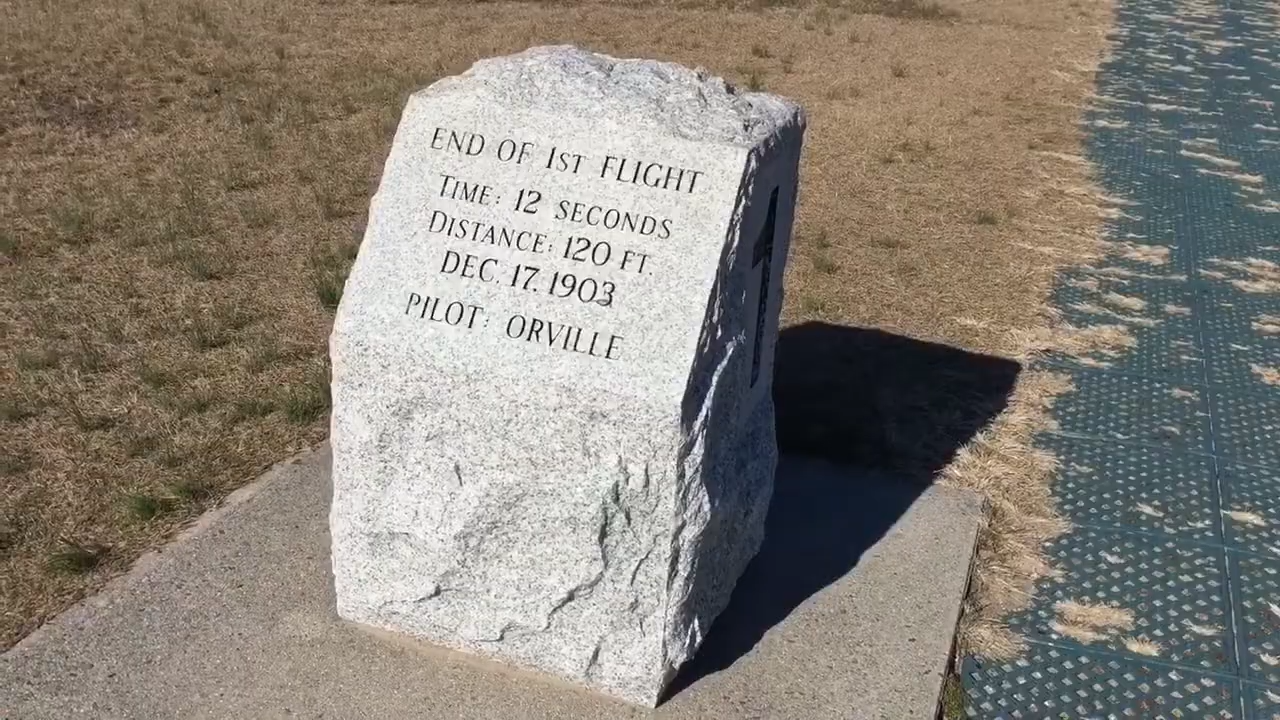 END OF 1ST FLIGHT
TIME: 12 SECONDS
DISTANCE: 120 FT.
DEC. 17. 1903
PILOT: ORVILLE